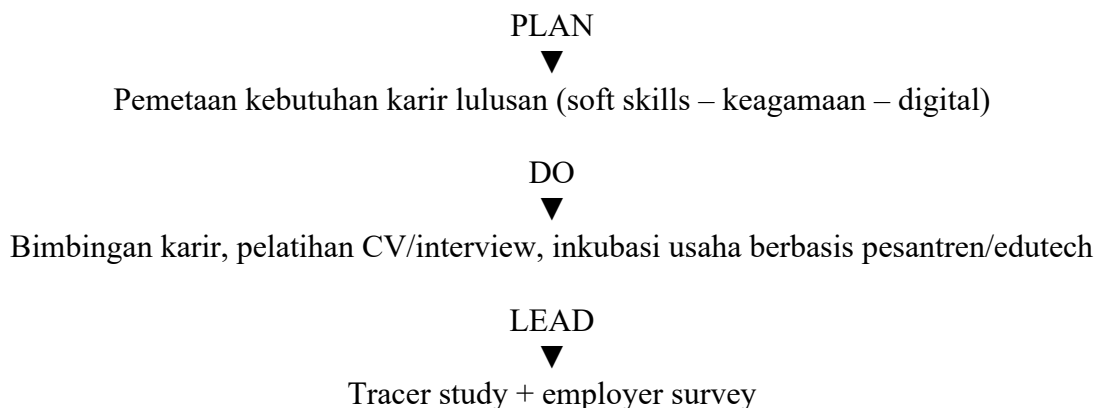 PLAN
▼
Pemetaan kebutuhan karir lulusan (soft skills – keagamaan – digital)
DO
▼
Bimbingan karir, pelatihan CV/interview, inkubasi usaha berbasis pesantren/edutech
LEAD
▼
Tracer study + employer survey